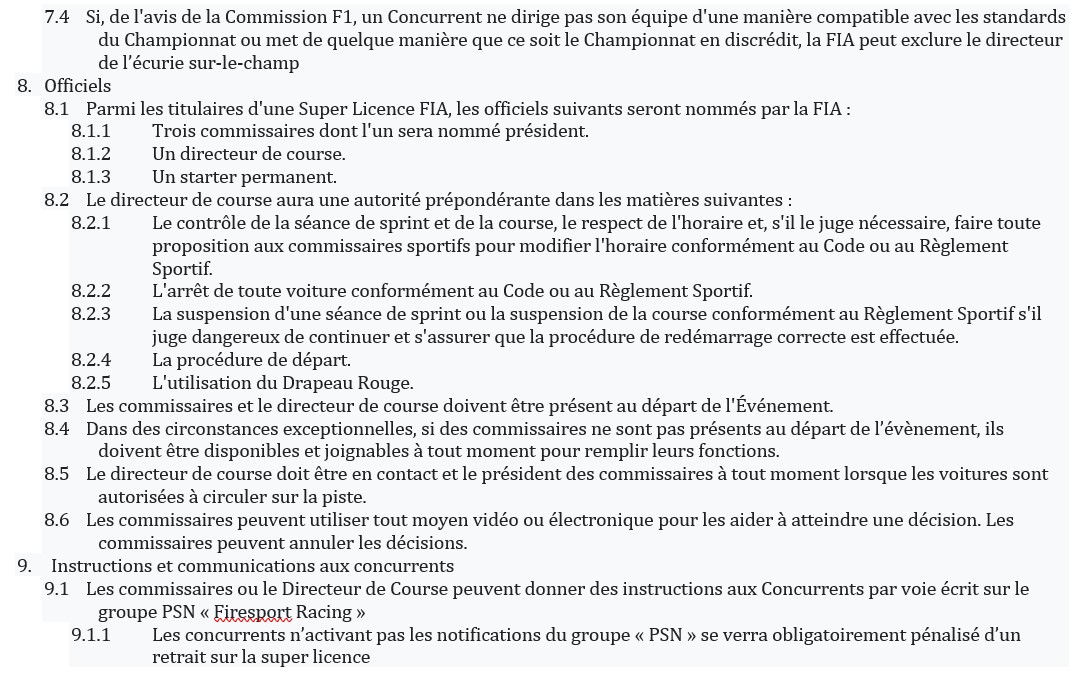 7.4 Si, de l'avis de la Commission F1, un Concurrent ne dirige pas son équipe d'une manière compatible avec les standards
du Championnat ou met de quelque manière que ce soit le Championnat en discrédit, la FIA peut exclure le directeur
de l’écurie sur-le-champ
8. Officiels
8.1 Parmi les titulaires d'une Super Licence FIA, les officiels suivants seront nommés par la FIA :
8.1.1 Trois commissaires dont l'un sera nommé président.
8.1.2 Un directeur de course.
8.1.3 Un starter permanent.
8.2 Le directeur de course aura une autorité prépondérante dans les matières suivantes :
8.2.1 Le contrôle de la séance de sprint et de la course, le respect de l'horaire et, s'il le juge nécessaire, faire toute
proposition aux commissaires sportifs pour modifier l'horaire conformément au Code ou au Règlement
Sportif.
8.2.2 L'arrêt de toute voiture conformément au Code ou au Règlement Sportif.
8.2.3 La suspension d'une séance de sprint ou la suspension de la course conformément au Règlement Sportif s'il
juge dangereux de continuer et s'assurer que la procédure de redémarrage correcte est effectuée.
8.2.4 La procédure de départ.
8.2.5 L'utilisation du Drapeau Rouge.
8.3 Les commissaires et le directeur de course doivent être présent au départ de l'Événement.
8.4 Dans des circonstances exceptionnelles, si des commissaires ne sont pas présents au départ de l’évènement, ils
doivent être disponibles et joignables à tout moment pour remplir leurs fonctions.
8.5 Le directeur de course doit être en contact et le président des commissaires à tout moment lorsque les voitures sont
autorisées à circuler sur la piste.
8.6 Les commissaires peuvent utiliser tout moyen vidéo ou électronique pour les aider à atteindre une décision. Les
commissaires peuvent annuler les décisions.
9. Instructions et communications aux concurrents
9.1 Les commissaires ou le Directeur de Course peuvent donner des instructions aux Concurrents par voie écrit sur le
groupe PSN « Firesport Racing »
9.1.1 Les concurrents n’activant pas les notifications du groupe « PSN » se verra obligatoirement pénalisé d’un
retrait sur la super licence